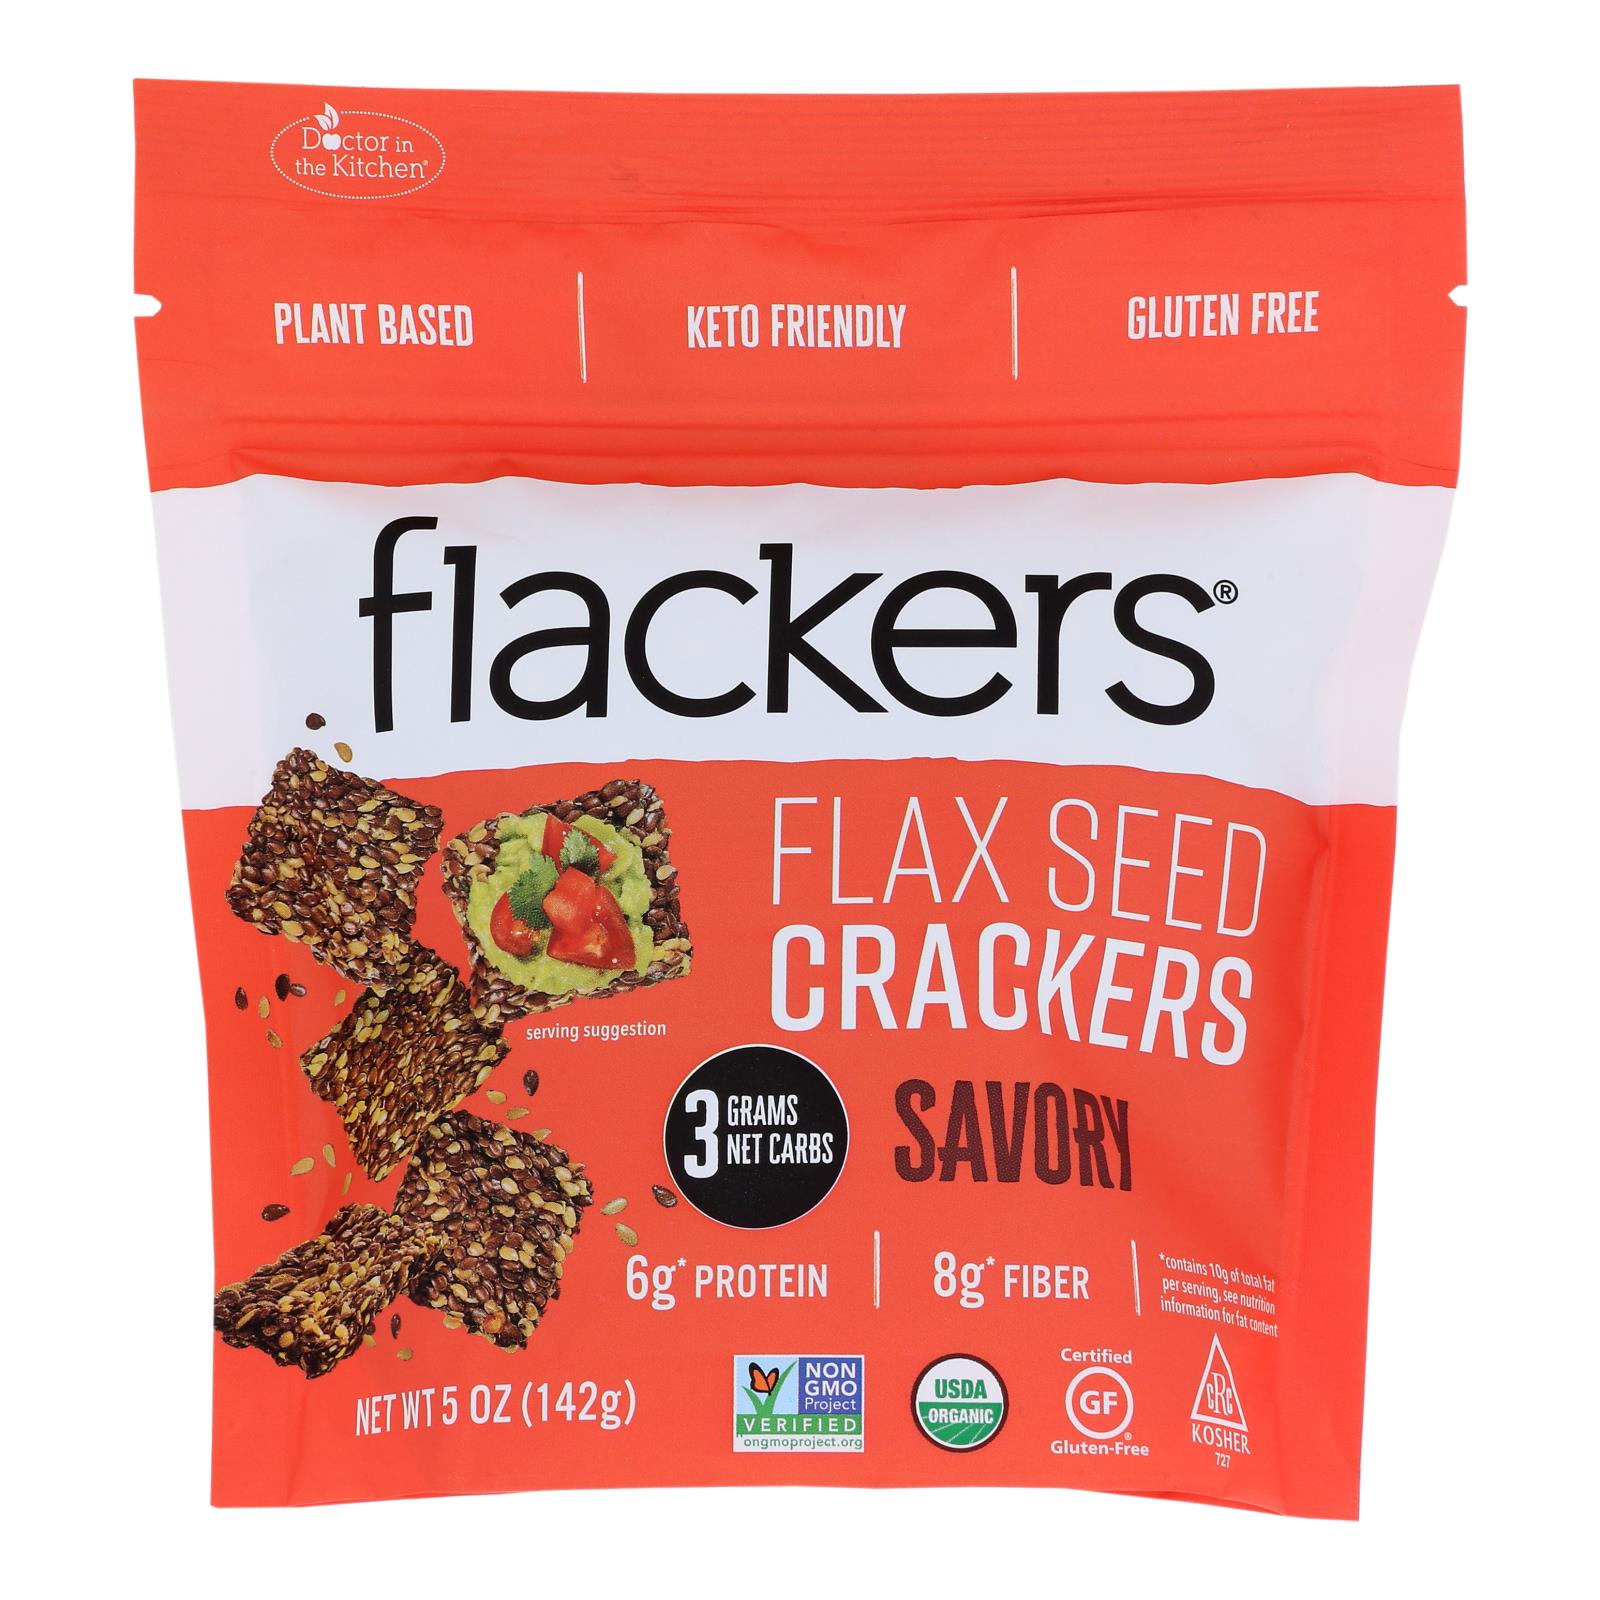 Doctor in
the Kitchen®
PLANT BASED
KETO FRIENDLY
GLUTEN FREE
flackers®
FLAX SEED
CRACKERS
serving suggestion
3 GRAMS
NET CARBS
SAVORY
6g* PROTEIN
8g* FIBER
*contains 10g of total fat
per serving, see nutrition
information for fat content
NET WT 5 OZ (142g)
NON
GMO
Project
VERIFIED
ongmoproject.org
USDA
ORGANIC
Certified
GF®
Gluten-Free
cRc
KOSHER
727